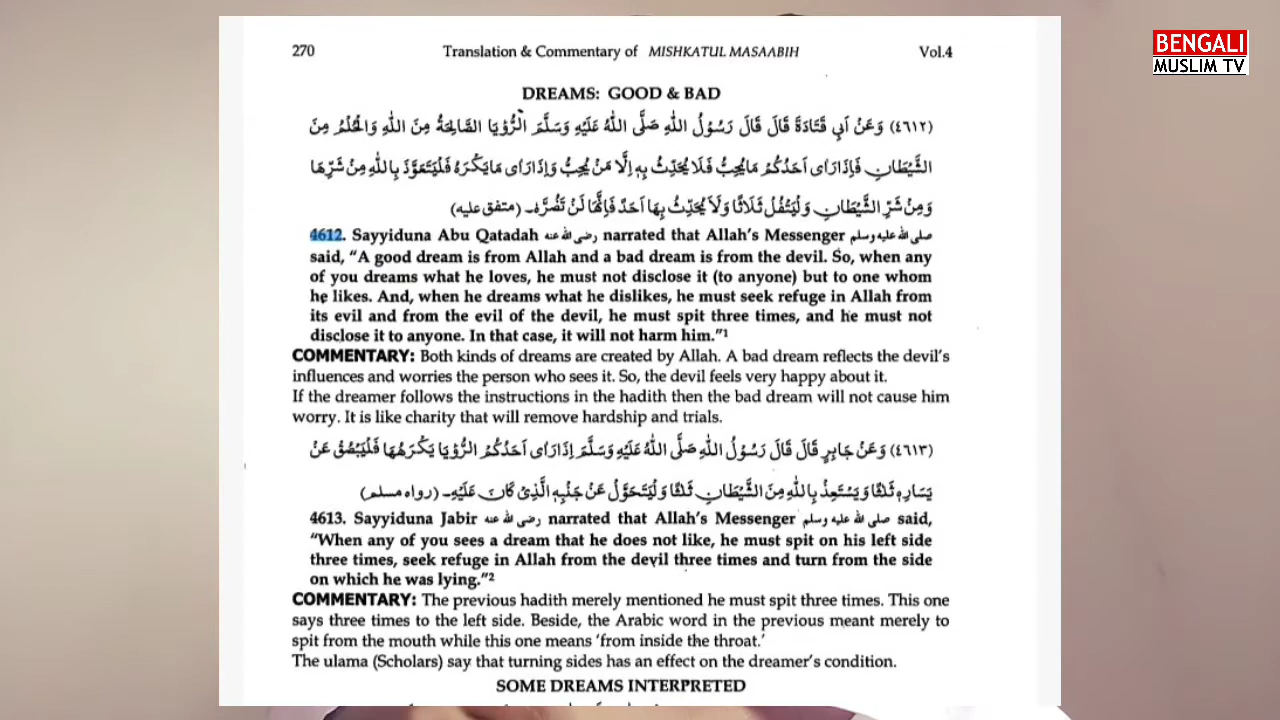 BENGALI
MUSLIM TV
270 Translation & Commentary of MISHKATUL MASAABIH Vol.4
DREAMS: GOOD & BAD
(٤٦١٢) وَعَنْ اَبِي قَتَادَةَ قَالَ قَالَ رَسُوْلُ اللّٰهِ صَلَّى اللّٰهُ عَلَيْهِ وَسَلَّمَ الرُّؤْيَا الصَّالِحَةُ مِنَ اللّٰهِ وَالْحُلْمُ مِنَ
الشَّيْطَانِ فَاِذَا رَاٰى اَحَدُكُمْ مَا يُحِبُّ فَلَا يُحَدِّثُ بِهٖ اِلَّا مَنْ يُحِبُّ وَاِذَا رَاٰى مَا يَكْرَهُ فَلْيَتَعَوَّذْ بِاللّٰهِ مِنْ شَرِّهَا
وَمِنْ شَرِّ الشَّيْطَانِ وَلْيَتْفُلْ ثَلَاثًا وَلَا يُحَدِّثْ بِهَا اَحَدًا فَاِنَّهَا لَنْ تَضُرَّهٗ۔ (متفق عليه)
4612. Sayyiduna Abu Qatadah رضى الله عنه narrated that Allah's Messenger صلى الله عليه وسلم
said, "A good dream is from Allah and a bad dream is from the devil. So, when any
of you dreams what he loves, he must not disclose it (to anyone) but to one whom
he likes. And, when he dreams what he dislikes, he must seek refuge in Allah from
its evil and from the evil of the devil, he must spit three times, and he must not
disclose it to anyone. In that case, it will not harm him."1
COMMENTARY: Both kinds of dreams are created by Allah. A bad dream reflects the devil's
influences and worries the person who sees it. So, the devil feels very happy about it.
If the dreamer follows the instructions in the hadith then the bad dream will not cause him
worry. It is like charity that will remove hardship and trials.
(٤٦١٣) وَعَنْ جَابِرٍ قَالَ قَالَ رَسُوْلُ اللّٰهِ صَلَّى اللّٰهُ عَلَيْهِ وَسَلَّمَ اِذَا رَاٰى اَحَدُكُمُ الرُّؤْيَا يَكْرَهُهَا فَلْيَبْصُقْ عَنْ
يَسَارِهٖ ثَلٰثًا وَيَسْتَعِذْ بِاللّٰهِ مِنَ الشَّيْطَانِ ثَلٰثًا وَلْيَتَحَوَّلْ عَنْ جَنْبِهِ الَّذِيْ كَانَ عَلَيْهِ۔ (رواه مسلم)
4613. Sayyiduna Jabir رضى الله عنه narrated that Allah's Messenger صلى الله عليه وسلم said,
"When any of you sees a dream that he does not like, he must spit on his left side
three times, seek refuge in Allah from the devil three times and turn from the side
on which he was lying."2
COMMENTARY: The previous hadith merely mentioned he must spit three times. This one
says three times to the left side. Beside, the Arabic word in the previous meant merely to
spit from the mouth while this one means 'from inside the throat.'
The ulama (Scholars) say that turning sides has an effect on the dreamer's condition.
SOME DREAMS INTERPRETED